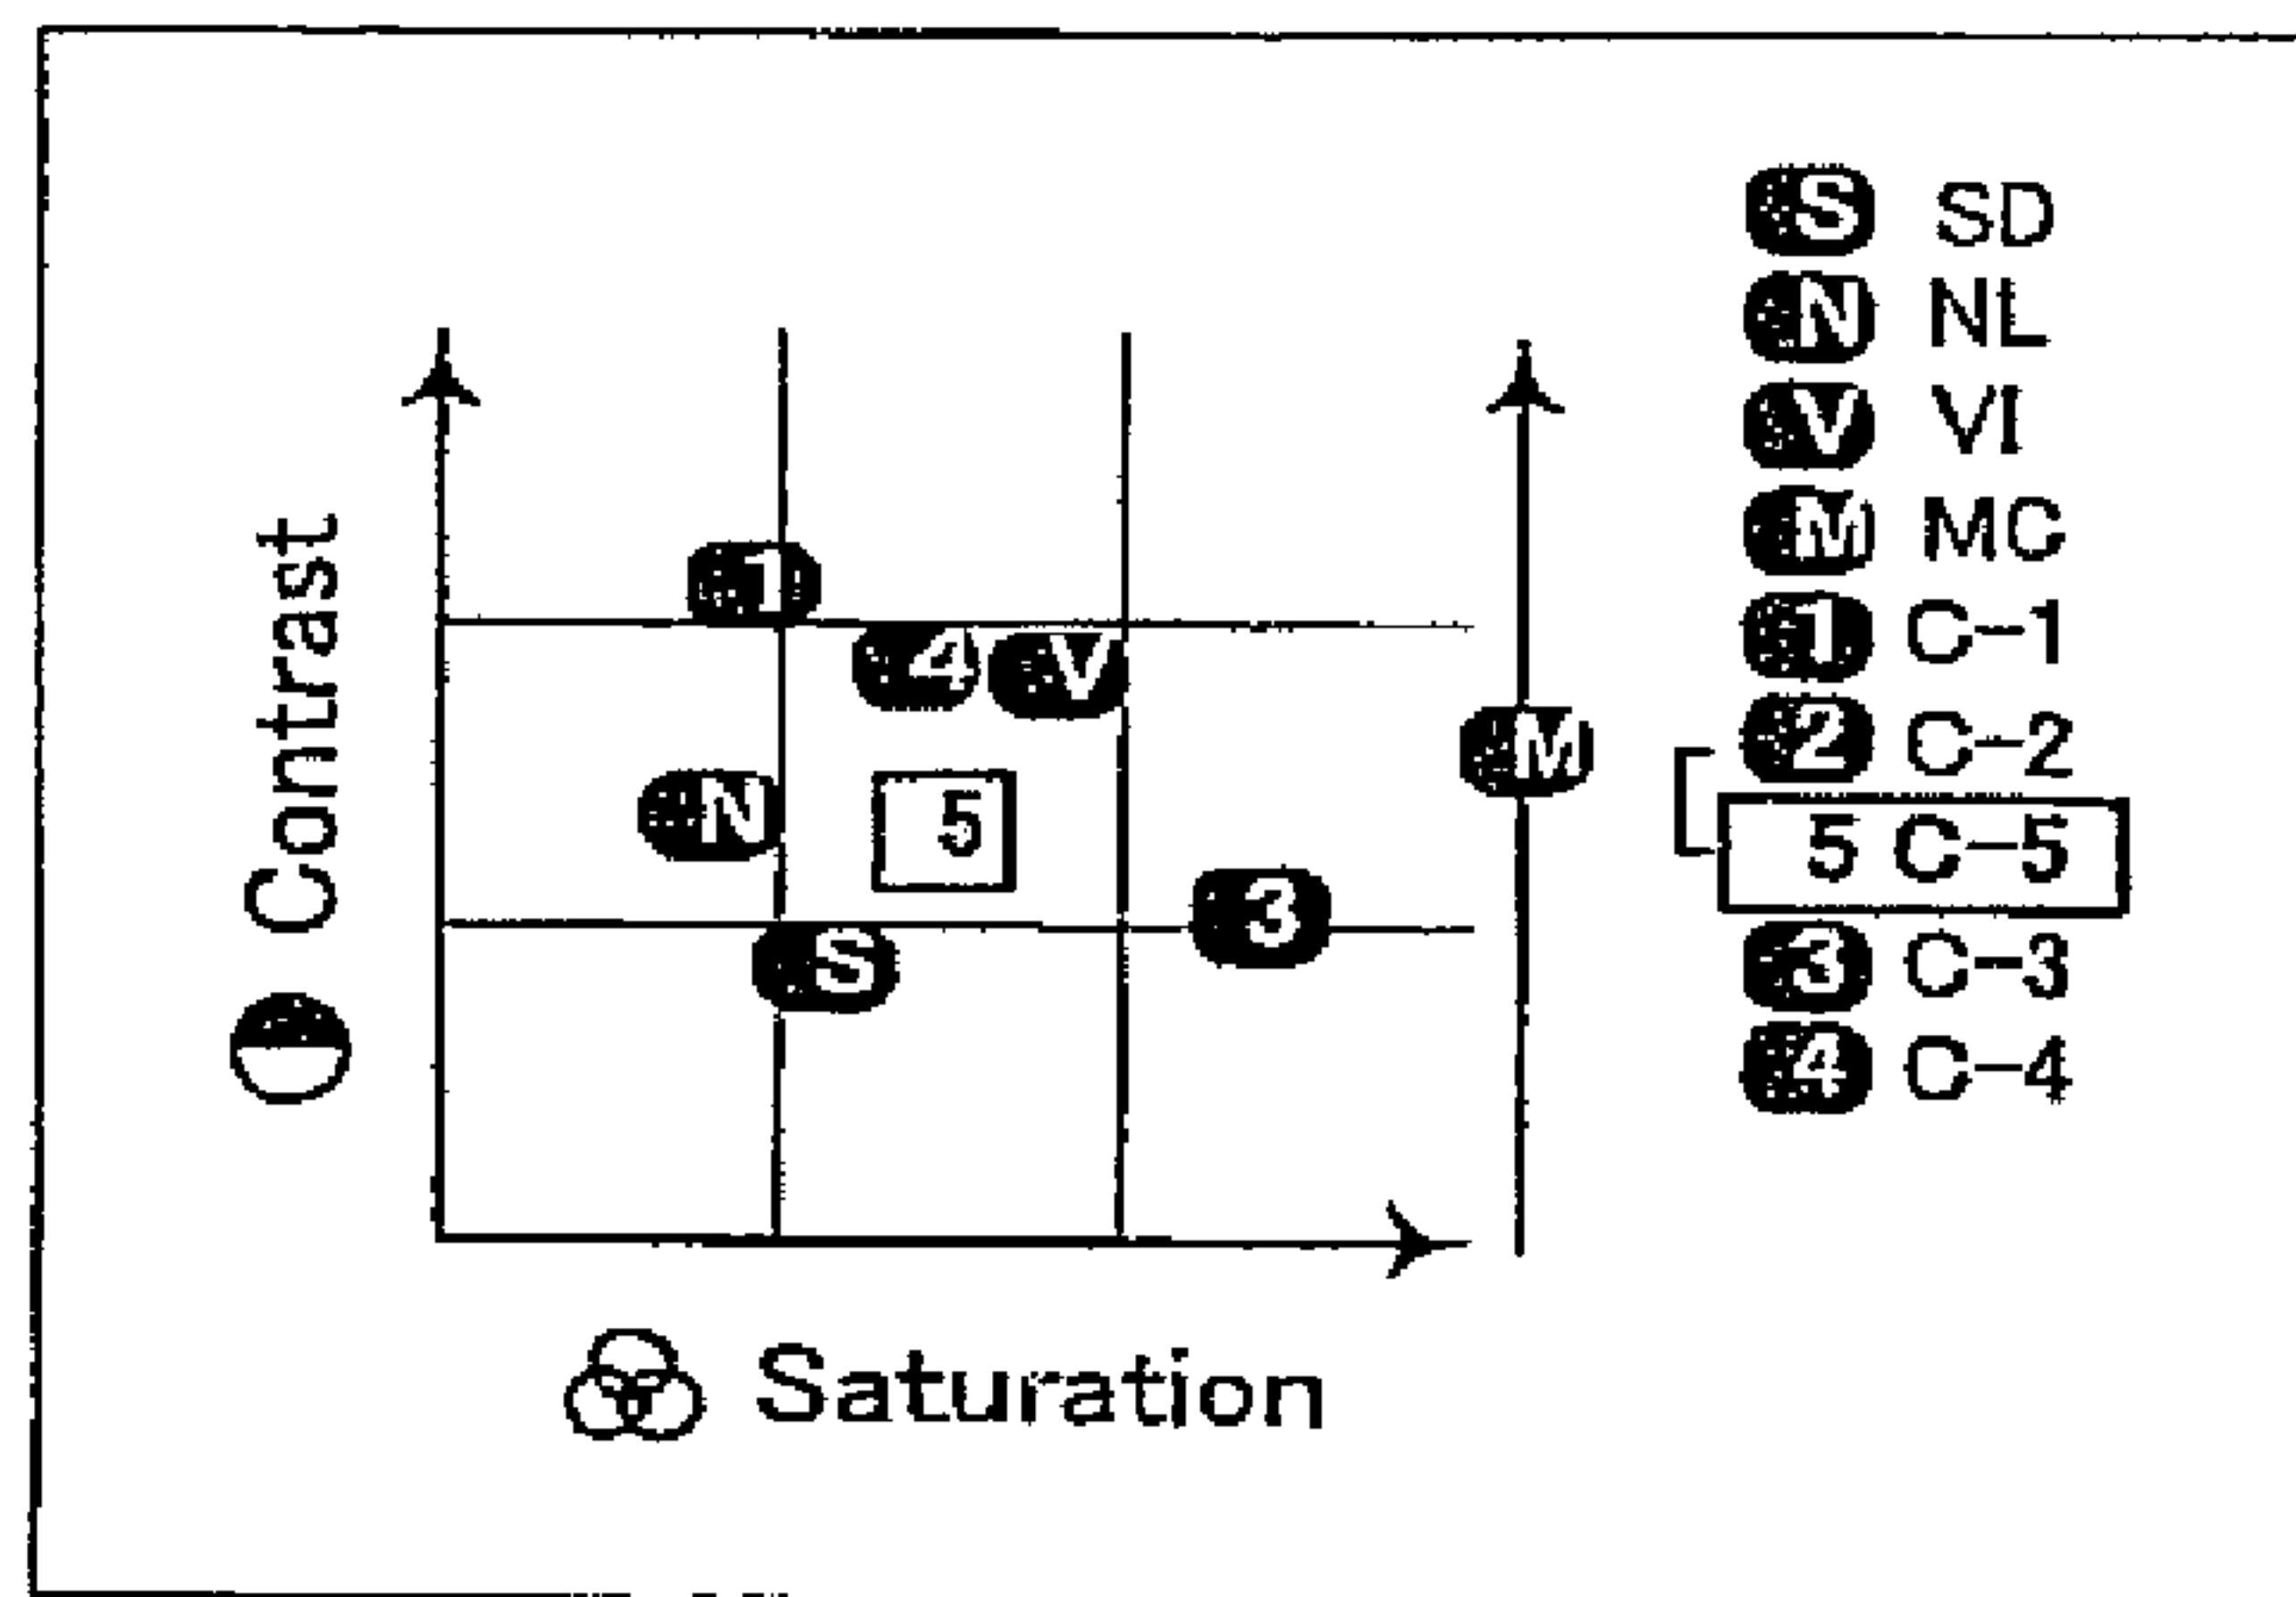 Contrast
1
4 V
N 5
3
S
M
Saturation
S SD
N NL
V VI
M MC
1 C-1
2 C-2
5 C-5
3 C-3
4 C-4